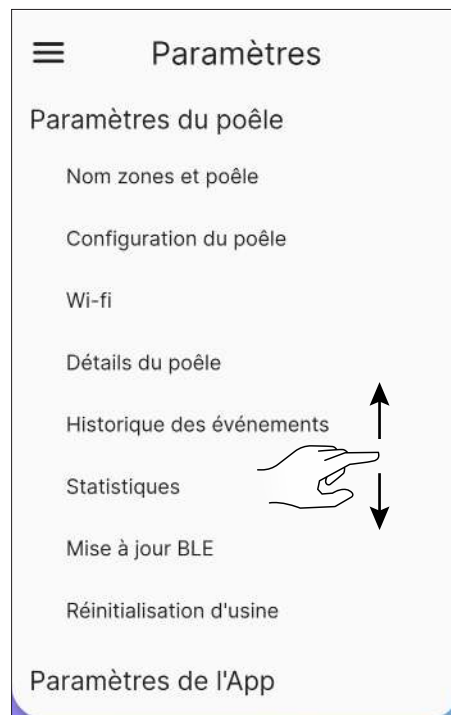 Paramètres
Paramètres du poêle
Nom zones et poêle
Configuration du poêle
Wi-fi
Détails du poêle
Historique des événements
Statistiques
Mise à jour BLE
Réinitialisation d'usine
Paramètres de l'App